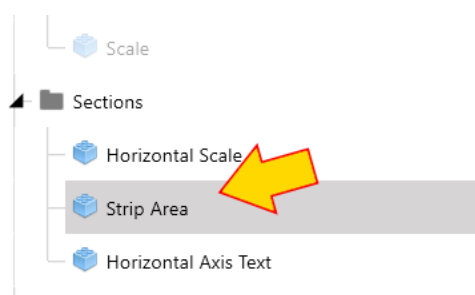 Scale
Sections
Horizontal Scale
Strip Area
Horizontal Axis Text